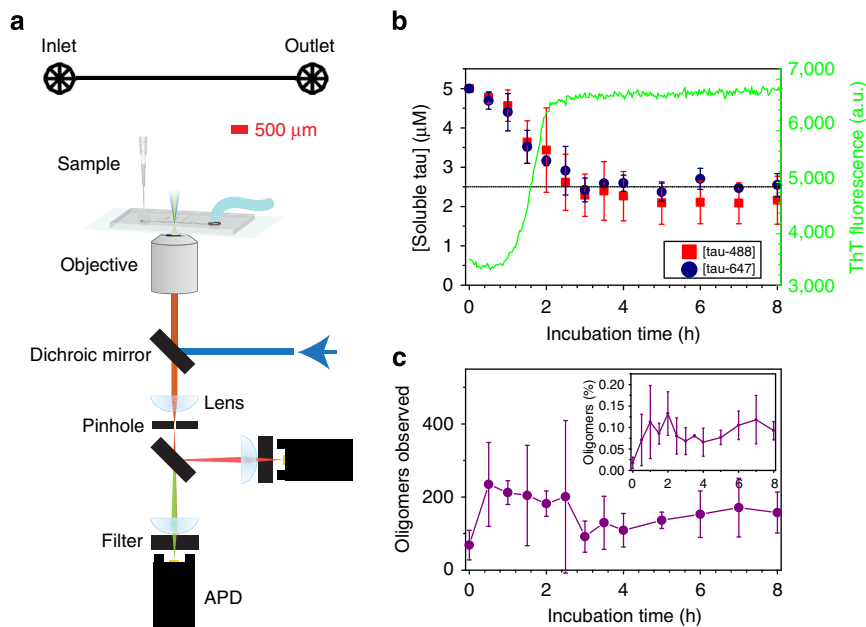 a
Inlet
Outlet
500 μm
Sample
Objective
Dichroic mirror
Lens
Pinhole
Filter
APD
b
[Soluble tau] (μM)
6
5
4
3
2
1
0
7,000
6,000
5,000
4,000
3,000
ThT fluorescence (a.u.)
[tau-488]
[tau-647]
0 2 4 6 8
Incubation time (h)
c
Oligomers observed
400
200
0
Oligomers (%)
0.20
0.15
0.10
0.05
0.00
0 2 4 6 8
0 2 4 6 8
Incubation time (h)